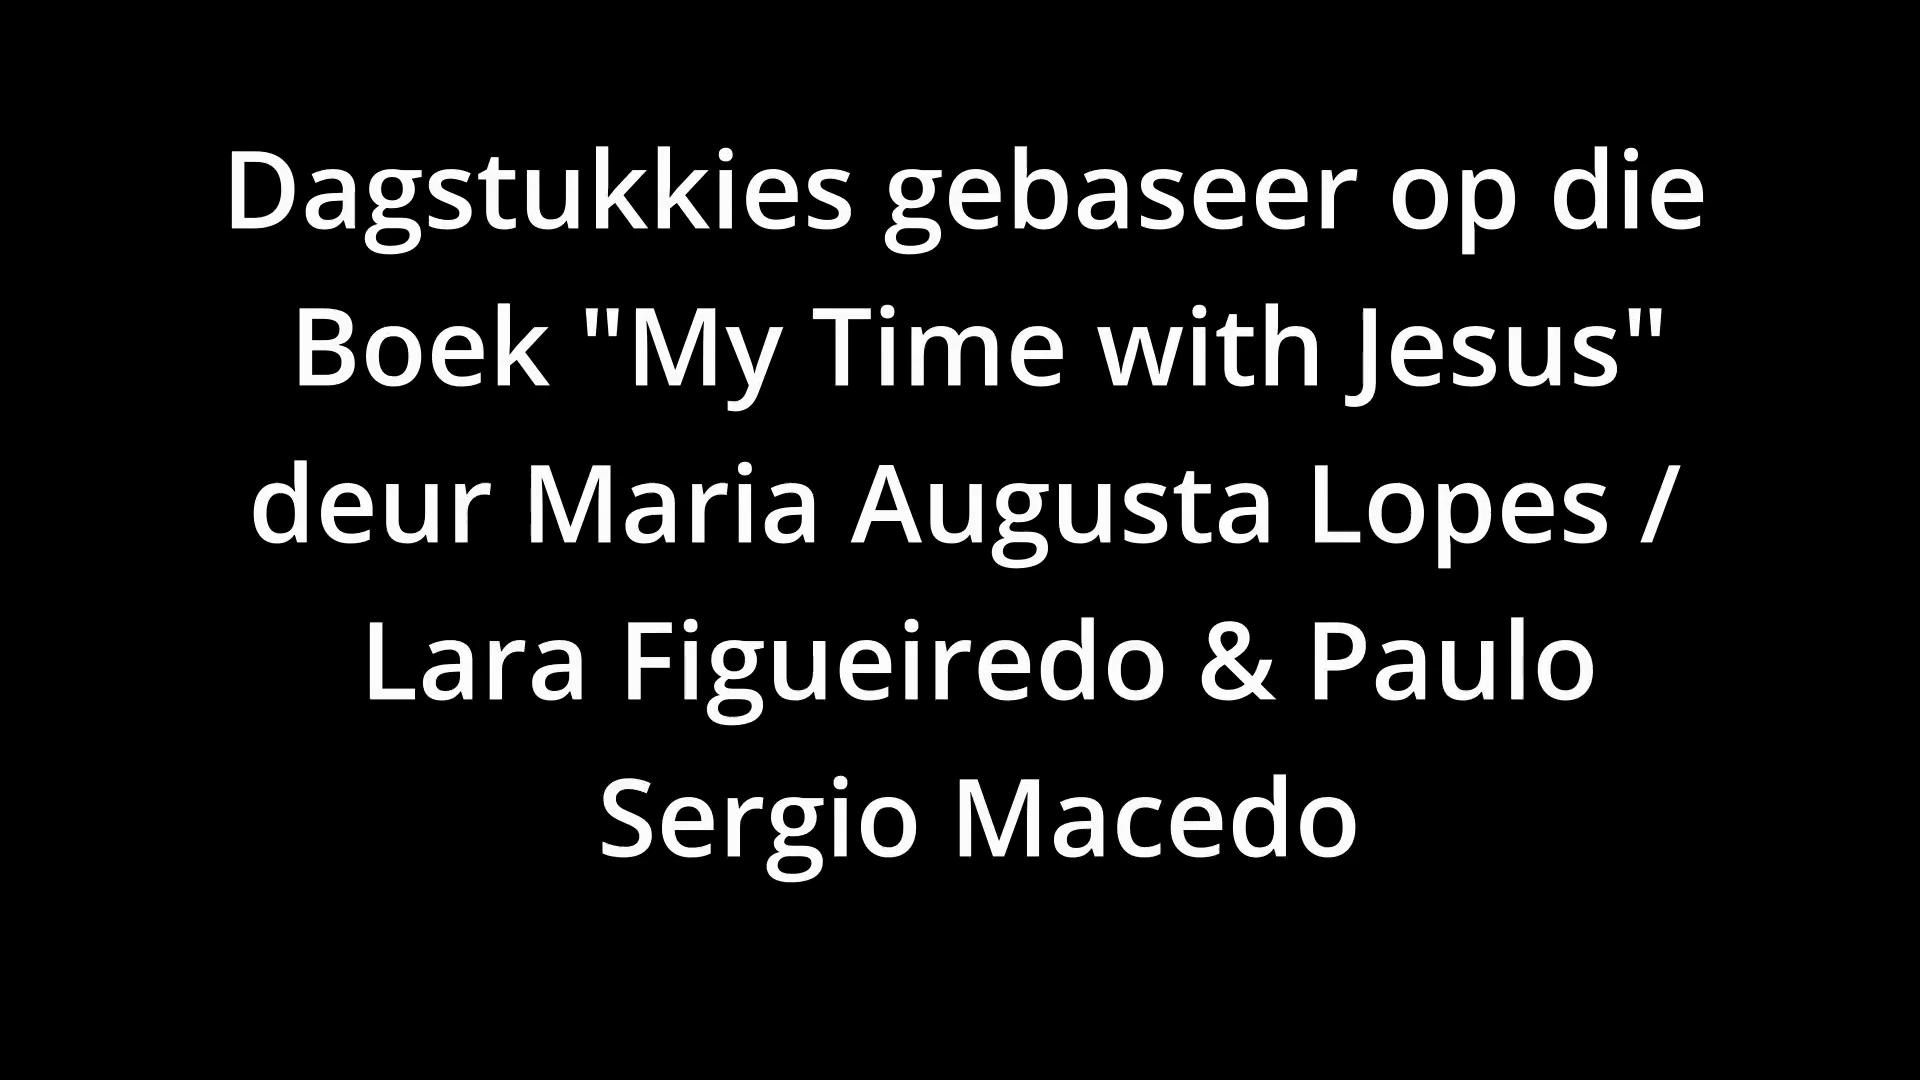 Dagstukkies gebaseer op die
Boek "My Time with Jesus"
deur Maria Augusta Lopes /
Lara Figueiredo & Paulo
Sergio Macedo